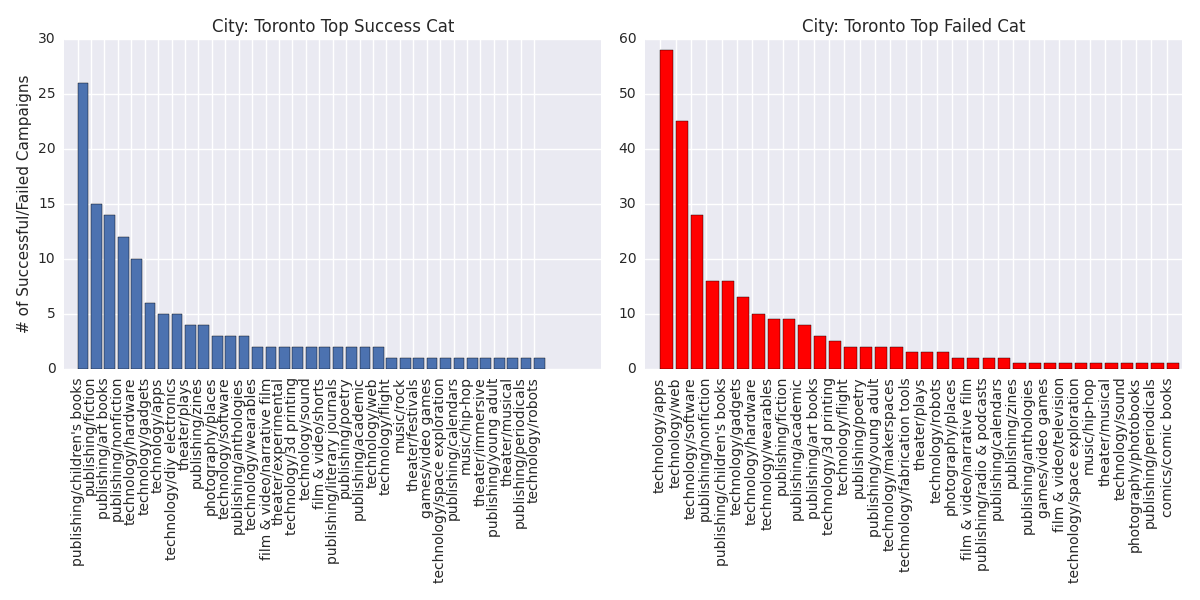 City: Toronto Top Success Cat
# of Successful/Failed Campaigns
30
25
20
15
10
5
0
publishing/children's books
publishing/fiction
publishing/art books
publishing/nonfiction
technology/hardware
technology/gadgets
technology/apps
technology/diy electronics
theater/plays
publishing/zines
photography/places
technology/software
publishing/anthologies
technology/wearables
film & video/narrative film
theater/experimental
technology/3d printing
technology/sound
film & video/shorts
publishing/literary journals
publishing/poetry
publishing/academic
technology/web
technology/flight
music/rock
theater/festivals
games/video games
technology/space exploration
publishing/calendars
music/hip-hop
theater/immersive
publishing/young adult
theater/musical
publishing/periodicals
technology/robots
City: Toronto Top Failed Cat
60
50
40
30
20
10
0
technology/apps
technology/web
technology/software
publishing/nonfiction
publishing/children's books
technology/gadgets
technology/hardware
technology/wearables
publishing/fiction
publishing/academic
publishing/art books
technology/3d printing
technology/flight
publishing/poetry
publishing/young adult
technology/makerspaces
technology/fabrication tools
theater/plays
technology/robots
photography/places
film & video/narrative film
publishing/radio & podcasts
publishing/calendars
publishing/zines
publishing/anthologies
games/video games
film & video/television
technology/space exploration
music/hip-hop
theater/musical
technology/sound
photography/photobooks
publishing/periodicals
comics/comic books